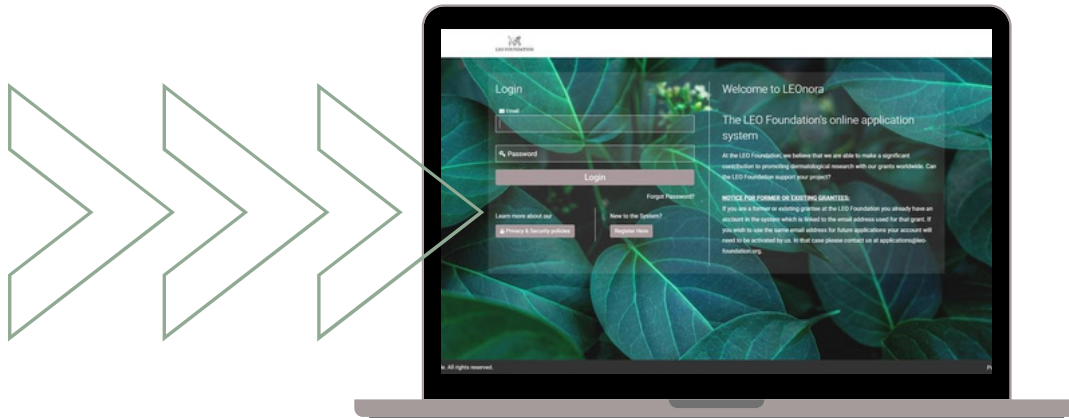 LEO FOUNDATION
Login
Email
Password
Login
Forgot Password?
Learn more about our
Privacy & Security policies
New to the System?
Register Here
Welcome to LEOnora
The LEO Foundation's online application
system
At the LEO Foundation, we believe that we are able to make a significant
contribution to promoting dermatological research with our grants worldwide. Can
the LEO Foundation support your project?
NOTICE FOR FORMER OR EXISTING GRANTEES:
If you are a former or existing grantee at the LEO Foundation you already have an
account in the system which is linked to the email address used for that grant. If
you wish to use the same email address for future applications your account will
need to be activated by us. In that case please contact us at applications@leo-
foundation.org.
All rights reserved.